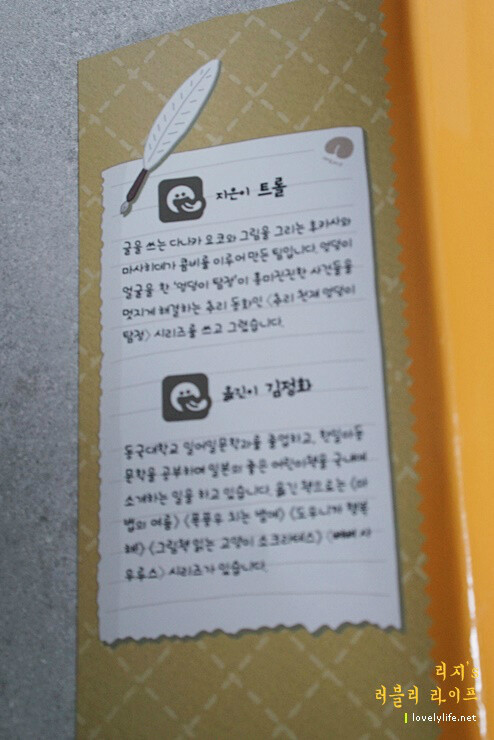 지은이 트롤
글을 쓰는 다나카 요코와 그림을 그리는 후카사와
마사히데가 콤비를 이루어 만든 팀입니다. 엉덩이
얼굴을 한 '엉덩이 탐정'이 흥미진진한 사건들을
멋지게 해결하는 추리 동화인 〈추리 천재 엉덩이
탐정〉 시리즈를 쓰고 그렸습니다.
옮긴이 김정화
동국대학교 일어일문학과를 졸업하고, 한일아동
문학을 공부하며 일본의 좋은 어린이책을 국내에
소개하는 일을 하고 있습니다. 옮긴 책으로는 〈마
법의 여름〉 〈폭풍우 치는 밤에〉 〈도우니까 행복
해〉 〈그림책 읽는 고양이 소크라테스〉 사
우루스〉 시리즈가 있습니다.
리지's
러블리 라이프
lovelylife.net